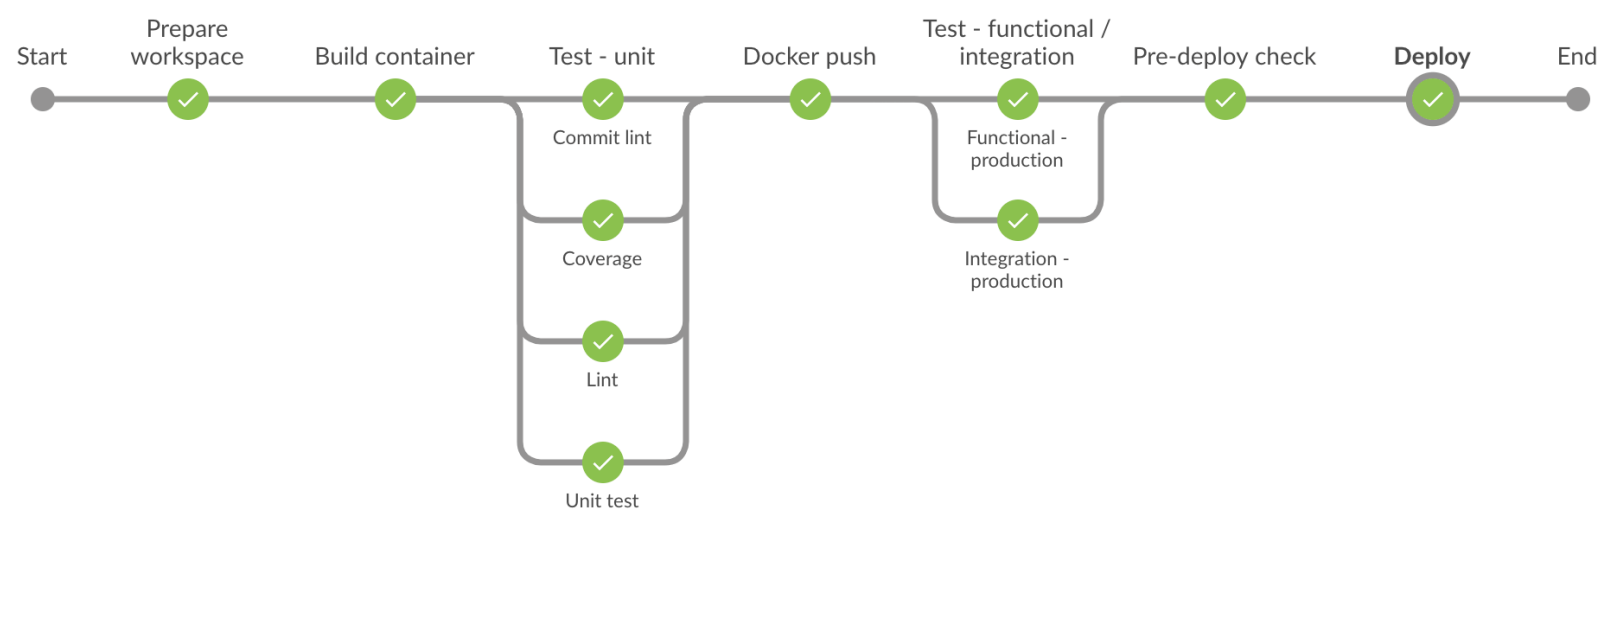 Start
Prepare
workspace
Build container
Test - unit
Docker push
Test - functional /
integration
Pre-deploy check
Deploy
End
Commit lint
Functional -
production
Coverage
Integration -
production
Lint
Unit test